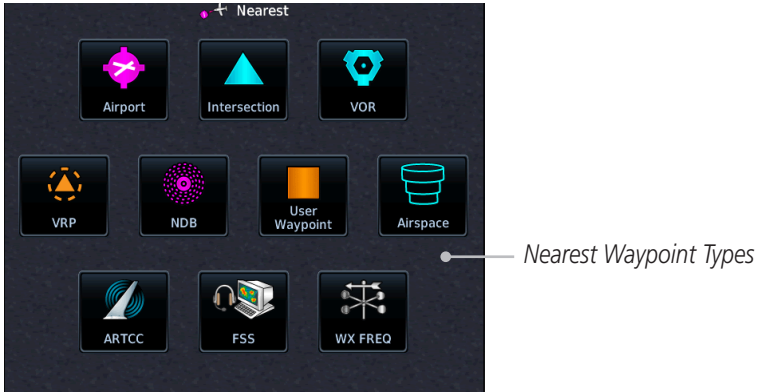 Nearest
Airport
Intersection
VOR
VRP
NDB
User
Waypoint
Airspace
Nearest Waypoint Types
ARTCC
FSS
WX FREQ